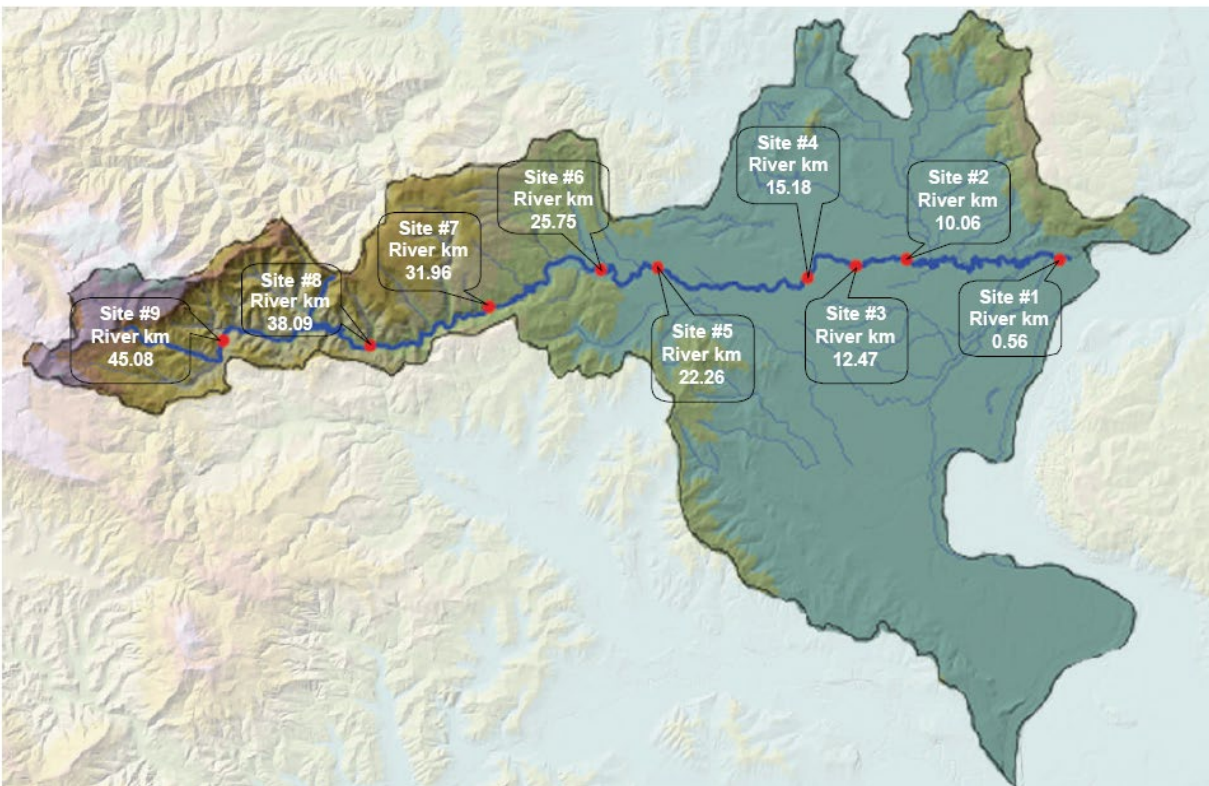 Site #4
River km
15.18
Site #6
River km
25.75
Site #2
River km
10.06
Site #7
River km
31.96
Site #8
River km
38.09
Site #9
River km
45.08
Site #1
River km
0.56
Site #3
River km
12.47
Site #5
River km
22.26